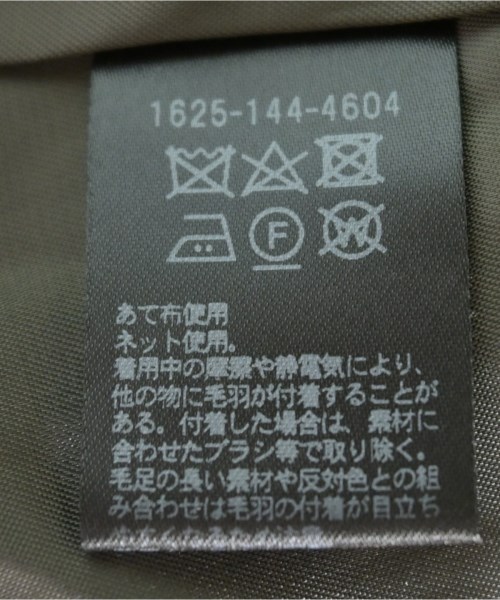 1625-144-4604
F
W
あて布使用
ネット使用。
着用中の摩擦や静電気により、
他の物に毛羽が付着することが
ある。付着した場合は、素材に
合わせたブラシ等で取り除く。
毛足の長い素材や反対色との組
み合わせは毛羽の付着が目立ち